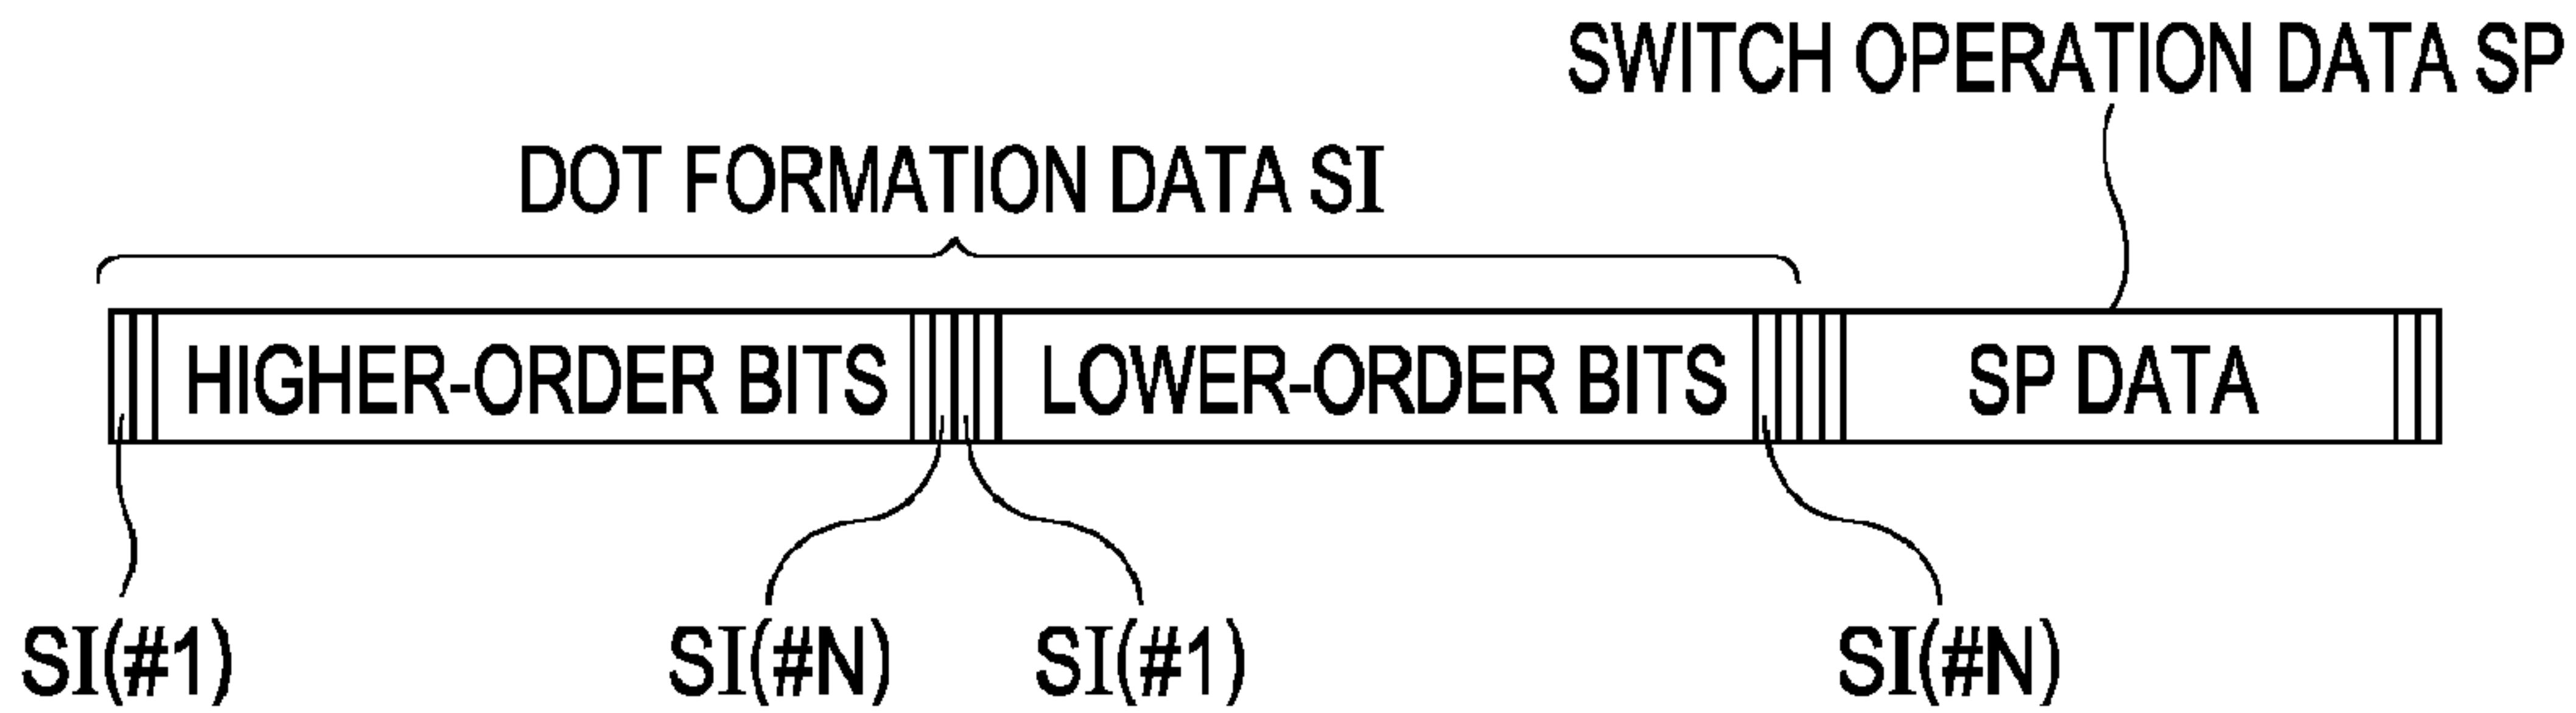 SWITCH OPERATION DATA SP
DOT FORMATION DATA SI
HIGHER-ORDER BITS LOWER-ORDER BITS SP DATA
SI(#1) SI(#N) SI(#1) SI(#N)